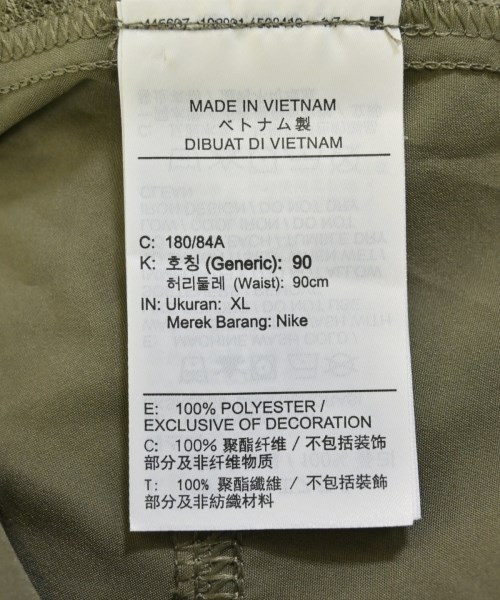 MADE IN VIETNAM
ベトナム製
DIBUAT DI VIETNAM
C: 180/84A
K: 호칭 (Generic): 90
허리둘레 (Waist): 90cm
IN: Ukuran: XL
Merek Barang: Nike
E: 100% POLYESTER /
EXCLUSIVE OF DECORATION
C: 100% 聚酯纤维 / 不包括装饰
部分及非纤维物质
T: 100% 聚酯纖維 / 不包括裝飾
部分及非紡織材料